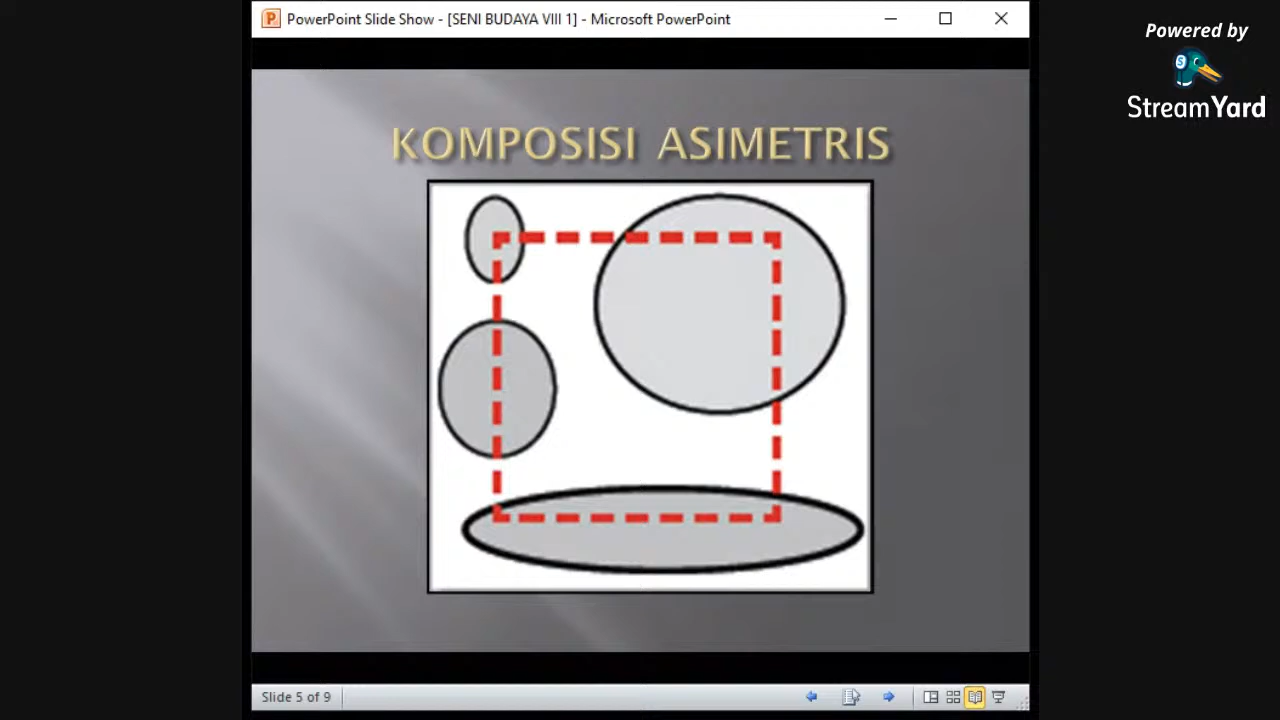 PowerPoint Slide Show - [SENI BUDAYA VIII 1] - Microsoft PowerPoint
Powered by
StreamYard
KOMPOSISI ASIMETRIS
Slide 5 of 9